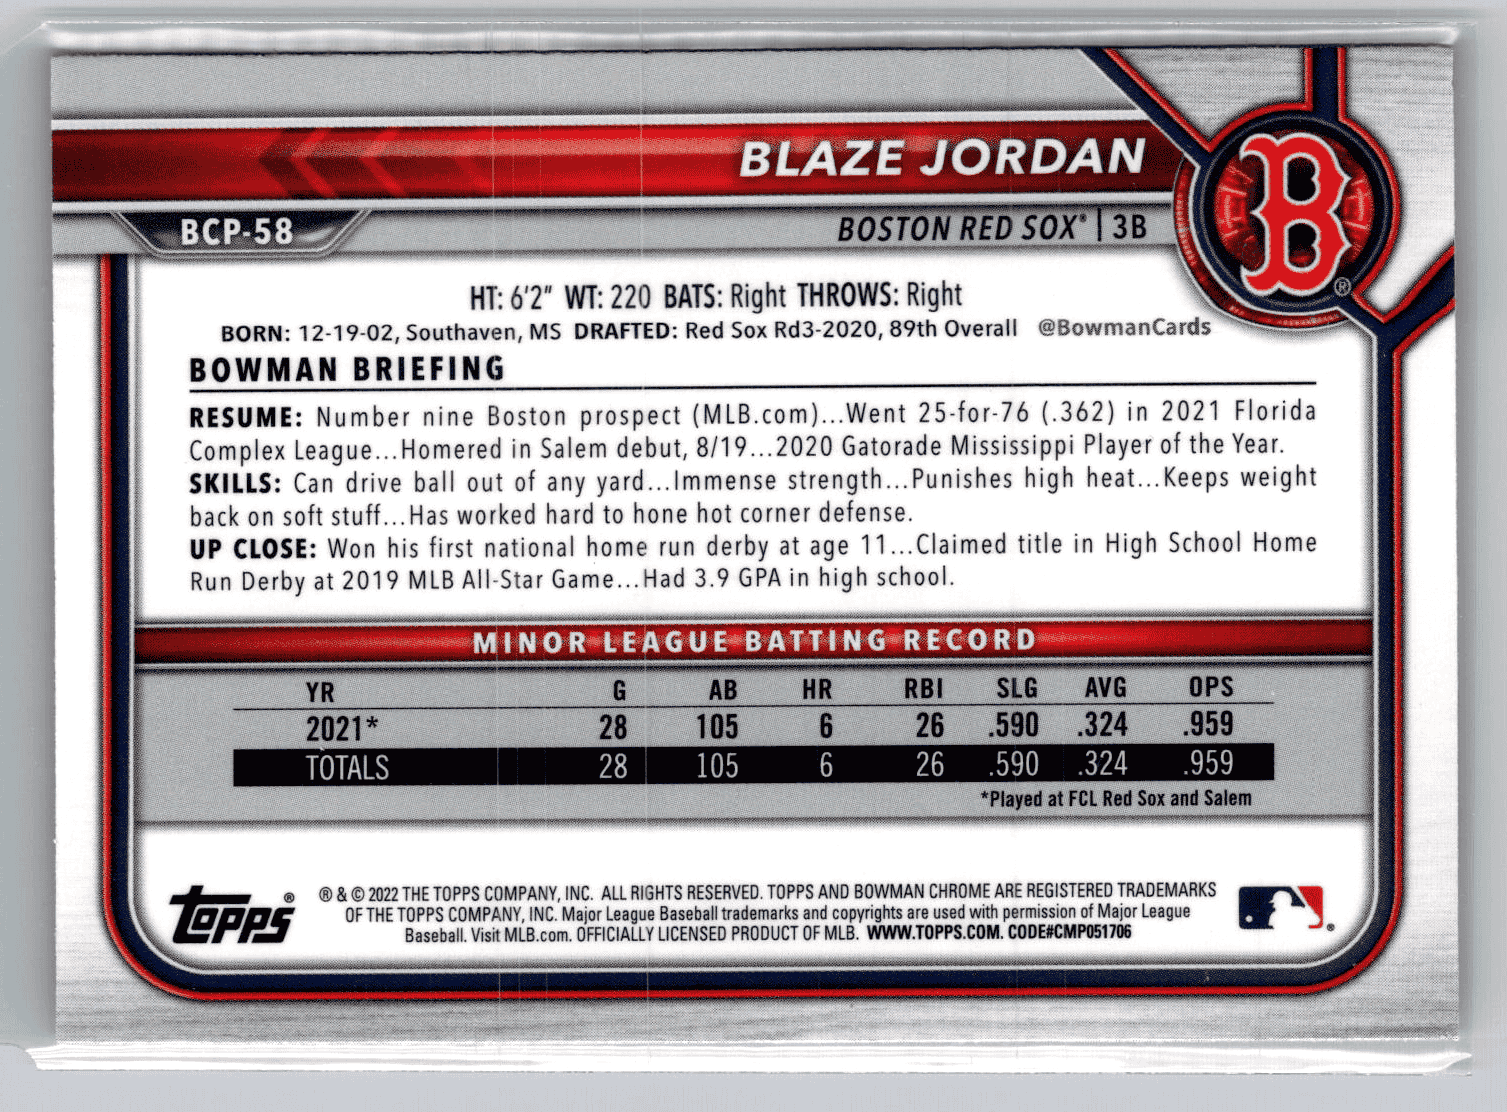 BLAZE JORDAN
BCP-58
BOSTON RED SOX® | 3B
B®
HT: 6'2" WT: 220 BATS: Right THROWS: Right
BORN: 12-19-02, Southaven, MS DRAFTED: Red Sox Rd3-2020, 89th Overall @BowmanCards
BOWMAN BRIEFING
RESUME: Number nine Boston prospect (MLB.com)...Went 25-for-76 (.362) in 2021 Florida
Complex League...Homered in Salem debut, 8/19...2020 Gatorade Mississippi Player of the Year.
SKILLS: Can drive ball out of any yard...Immense strength...Punishes high heat...Keeps weight
back on soft stuff...Has worked hard to hone hot corner defense.
UP CLOSE: Won his first national home run derby at age 11...Claimed title in High School Home
Run Derby at 2019 MLB All-Star Game...Had 3.9 GPA in high school.
MINOR LEAGUE BATTING RECORD
YR G AB HR RBI SLG AVG OPS
2021* 28 105 6 26 .590 .324 .959
TOTALS 28 105 6 26 .590 .324 .959
*Played at FCL Red Sox and Salem
Topps®
® & © 2022 THE TOPPS COMPANY, INC. ALL RIGHTS RESERVED. TOPPS AND BOWMAN CHROME ARE REGISTERED TRADEMARKS
OF THE TOPPS COMPANY, INC. Major League Baseball trademarks and copyrights are used with permission of Major League
Baseball. Visit MLB.com. OFFICIALLY LICENSED PRODUCT OF MLB. WWW.TOPPS.COM. CODE#CMP051706